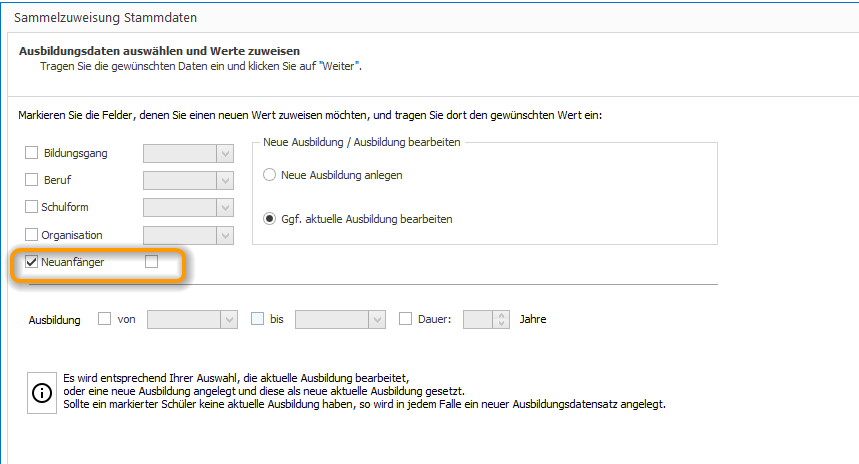 Sammelzuweisung Stammdaten
Ausbildungsdaten auswählen und Werte zuweisen
Tragen Sie die gewünschten Daten ein und klicken Sie auf "Weiter".
Markieren Sie die Felder, denen Sie einen neuen Wert zuweisen möchten, und tragen Sie dort den gewünschten Wert ein:
Bildungsgang
Beruf
Schulform
Organisation
Neuanfänger
Neue Ausbildung / Ausbildung bearbeiten
Neue Ausbildung anlegen
Ggf. aktuelle Ausbildung bearbeiten
Ausbildung von bis Dauer: Jahre
Es wird entsprechend Ihrer Auswahl, die aktuelle Ausbildung bearbeitet,
oder eine neue Ausbildung angelegt und diese als neue aktuelle Ausbildung gesetzt.
Sollte ein markierter Schüler keine aktuelle Ausbildung haben, so wird in jedem Falle ein neuer Ausbildungsdatensatz angelegt.